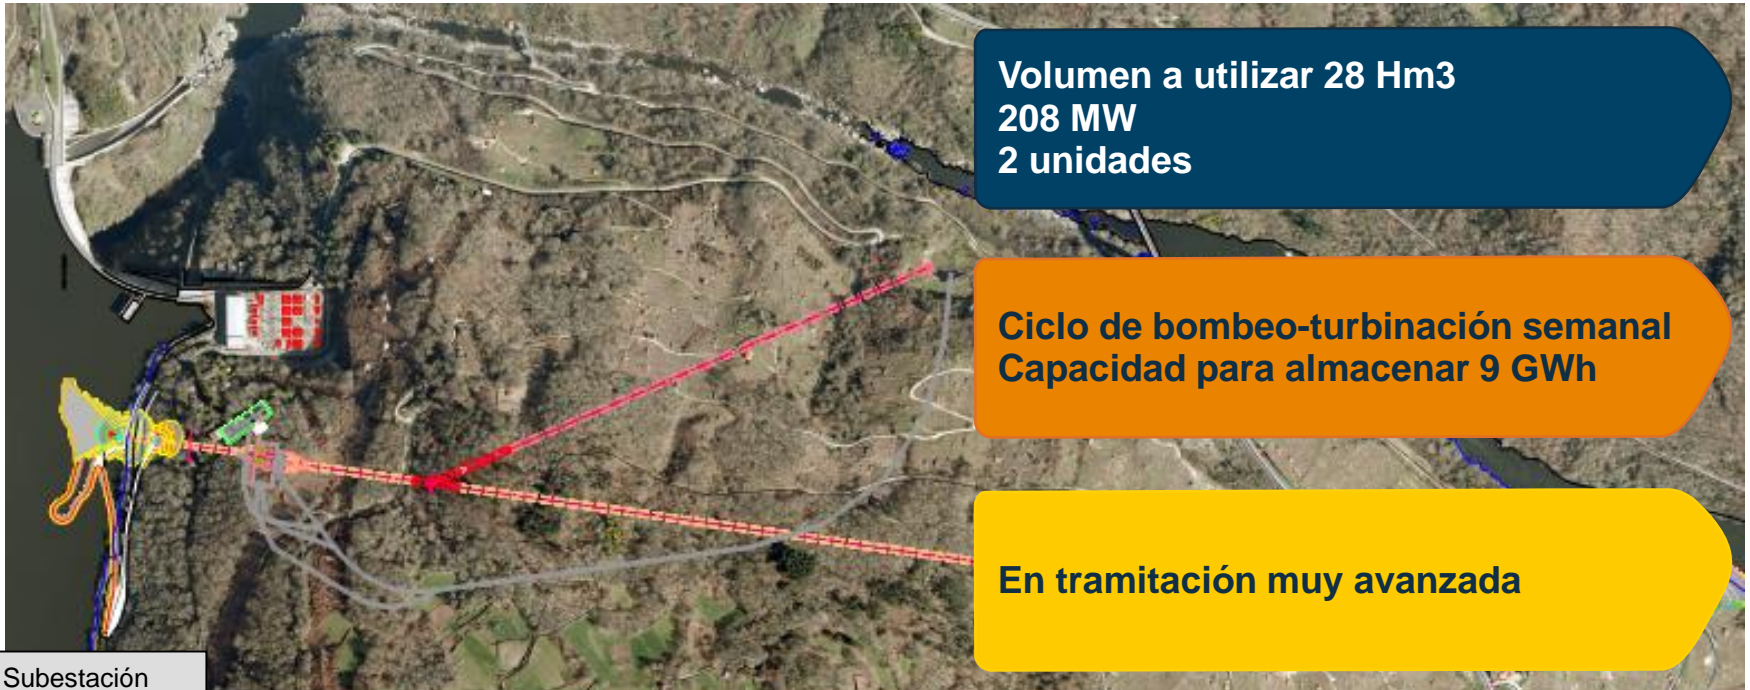 Volumen a utilizar 28 Hm3
208 MW
2 unidades
Ciclo de bombeo-turbinación semanal
Capacidad para almacenar 9 GWh
En tramitación muy avanzada
Subestación